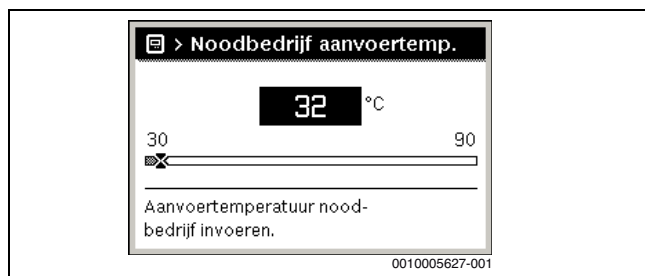 > Noodbedrijf aanvoertemp.
32 °C
30 90
Aanvoertemperatuur nood-
bedrijf invoeren.
0010005627-001